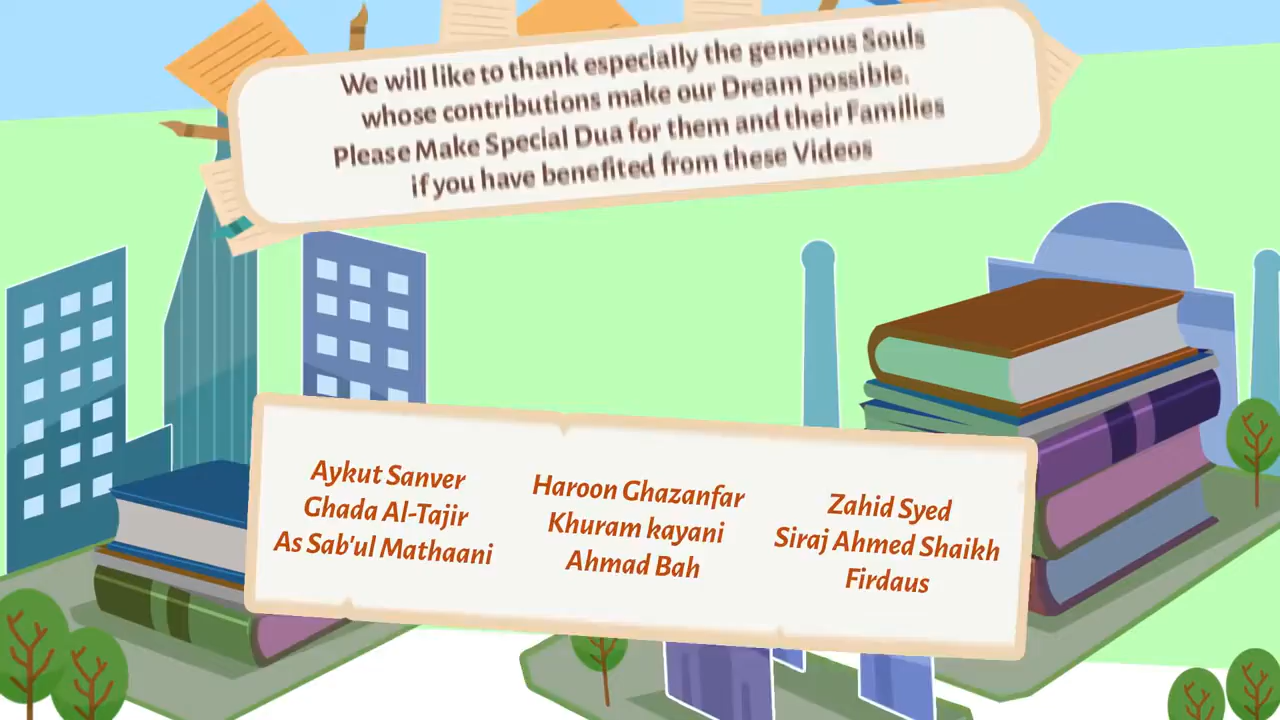 We will like to thank especially the generous Souls
whose contributions make our Dream possible.
Please Make Special Dua for them and their Families
if you have benefited from these Videos
Aykut Sanver
Ghada Al-Tajir
As Sab'ul Mathaani
Haroon Ghazanfar
Khuram kayani
Ahmad Bah
Zahid Syed
Siraj Ahmed Shaikh
Firdaus